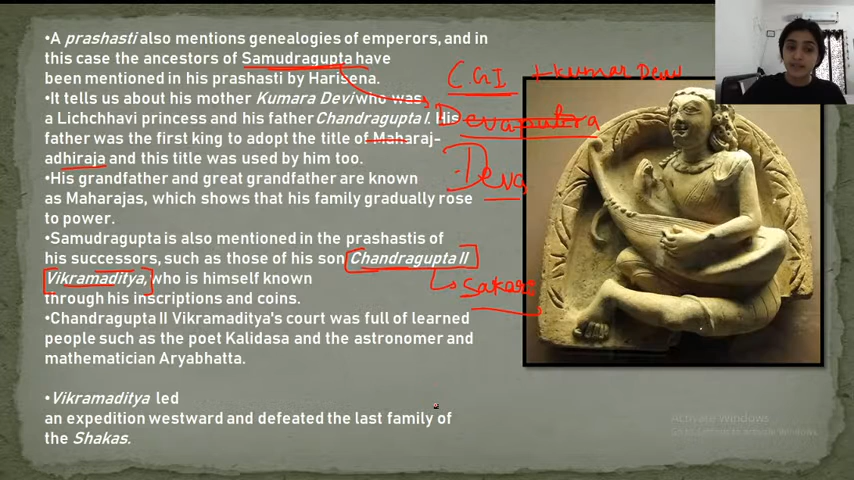 •A prashasti also mentions genealogies of emperors, and in
this case the ancestors of Samudragupta have
been mentioned in his prashasti by Harisena.
•It tells us about his mother Kumara Devi who was
a Lichchhavi princess and his father Chandragupta I. His
father was the first king to adopt the title of Maharaj-
adhiraja and this title was used by him too.
•His grandfather and great grandfather are known
as Maharajas, which shows that his family gradually rose
to power.
•Samudragupta is also mentioned in the prashastis of
his successors, such as those of his son Chandragupta II
Vikramaditya, who is himself known
through his inscriptions and coins.
•Chandragupta II Vikramaditya's court was full of learned
people such as the poet Kalidasa and the astronomer and
mathematician Aryabhatta.
•Vikramaditya led
an expedition westward and defeated the last family of
the Shakas.
C.G.I + Kumar Devi
Devaputra
Deva
Sakari
Activate Windows